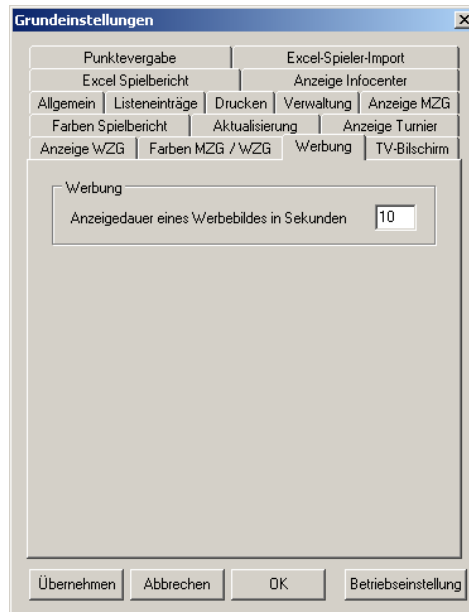 Grundeinstellungen
Punktevergabe Excel-Spieler-Import
Excel Spielbericht Anzeige Infocenter
Allgemein Listeneinträge Drucken Verwaltung Anzeige MZG
Farben Spielbericht Aktualisierung Anzeige Turnier
Anzeige WZG Farben MZG / WZG Werbung TV-Bilschirm
Werbung
Anzeigedauer eines Werbebildes in Sekunden 10
Übernehmen Abbrechen OK Betriebseinstellung